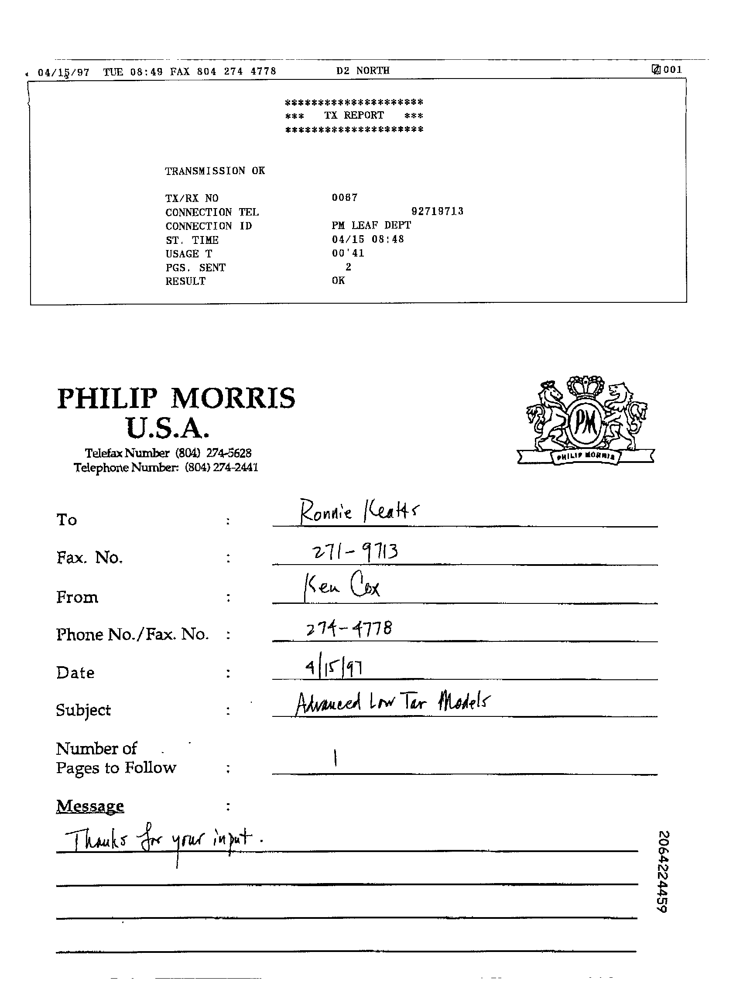 04/15/97 TUE 08:49 FAX 804 274 4778 D2 NORTH 001
*********************
*** TX REPORT ***
*********************
TRANSMISSION OK
TX/RX NO 0067
CONNECTION TEL 92719713
CONNECTION ID PM LEAF DEPT
ST. TIME 04/15 08:48
USAGE T 00'41
PGS. SENT 2
RESULT OK
PHILIP MORRIS
U.S.A.
Telefax Number (804) 274-5628
Telephone Number: (804) 274-2441
PM
PHILIP MORRIS
To : Ronnie Keatts
Fax. No. : 271-9713
From : Ken Cox
Phone No./Fax. No. : 274-4778
Date : 4/15/97
Subject : Advanced Low Tar Models
Number of
Pages to Follow : 1
Message :
Thanks for your input.
2064224459